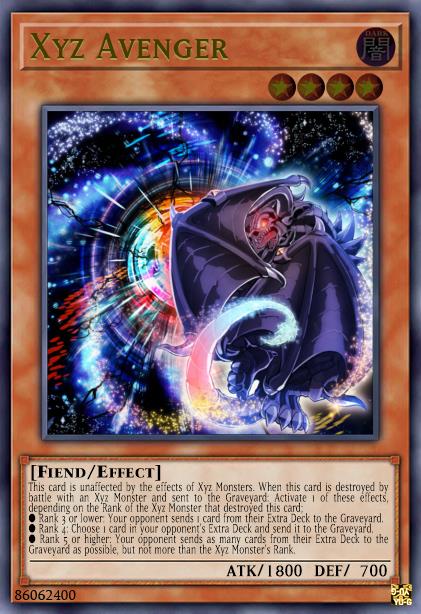 Xyz Avenger
DARK
闇
[Fiend/Effect]
This card is unaffected by the effects of Xyz Monsters. When this card is destroyed by
battle with an Xyz Monster and sent to the Graveyard: Activate 1 of these effects,
depending on the Rank of the Xyz Monster that destroyed this card;
● Rank 3 or lower: Your opponent sends 1 card from their Extra Deck to the Graveyard.
● Rank 4: Choose 1 card in your opponent's Extra Deck and send it to the Graveyard.
● Rank 5 or higher: Your opponent sends as many cards from their Extra Deck to the
Graveyard as possible, but not more than the Xyz Monster's Rank.
ATK/1800 DEF/ 700
86062400